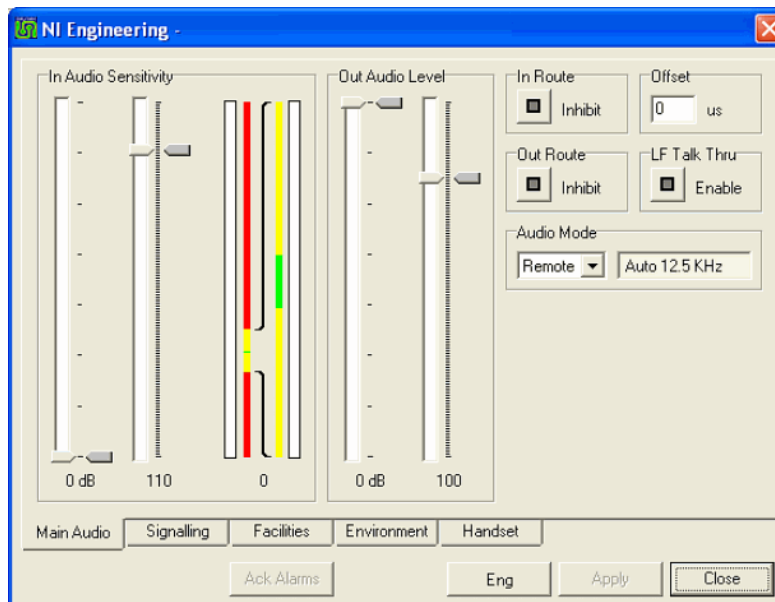 NI Engineering -
In Audio Sensitivity
0 dB
110
0
Out Audio Level
0 dB
100
In Route
Inhibit
Offset
0 us
Out Route
Inhibit
LF Talk Thru
Enable
Audio Mode
Remote
Auto 12.5 KHz
Main Audio
Signalling
Facilities
Environment
Handset
Ack Alarms
Eng
Apply
Close